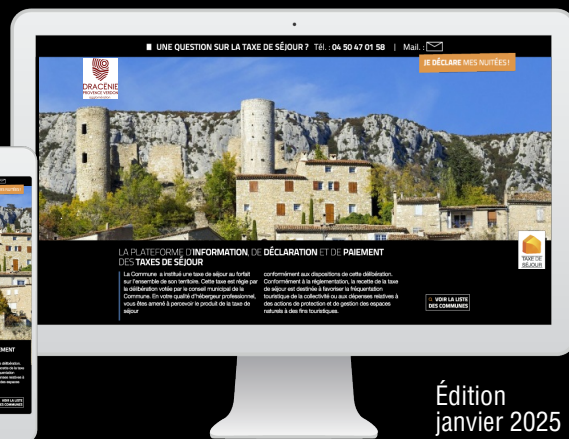 UNE QUESTION SUR LA TAXE DE SÉJOUR ? Tél. : 04 50 47 01 58 | Mail. :
JE DÉCLARE MES NUITÉES !
DRACÉNIE
PROVENCE VERDON
LA PLATEFORME D'INFORMATION, DE DÉCLARATION ET DE PAIEMENT
DES TAXES DE SÉJOUR
La Commune a institué une taxe de séjour au forfait
sur l'ensemble de son territoire. Cette taxe est régie par
la délibération votée par le conseil municipal de la
Commune. En votre qualité d'hébergeur professionnel,
vous êtes amené à percevoir le produit de la taxe de
séjour
conformément aux dispositions de cette délibération.
Conformément à la réglementation, la recette de la taxe
de séjour est destinée à favoriser la fréquentation
touristique de la collectivité ou aux dépenses relatives à
des actions de protection et de gestion des espaces
naturels à des fins touristiques.
TAXE DE
SÉJOUR
VOIR LA LISTE
DES COMMUNES
VOIR LA LISTE
DES COMMUNES
Édition
janvier 2025